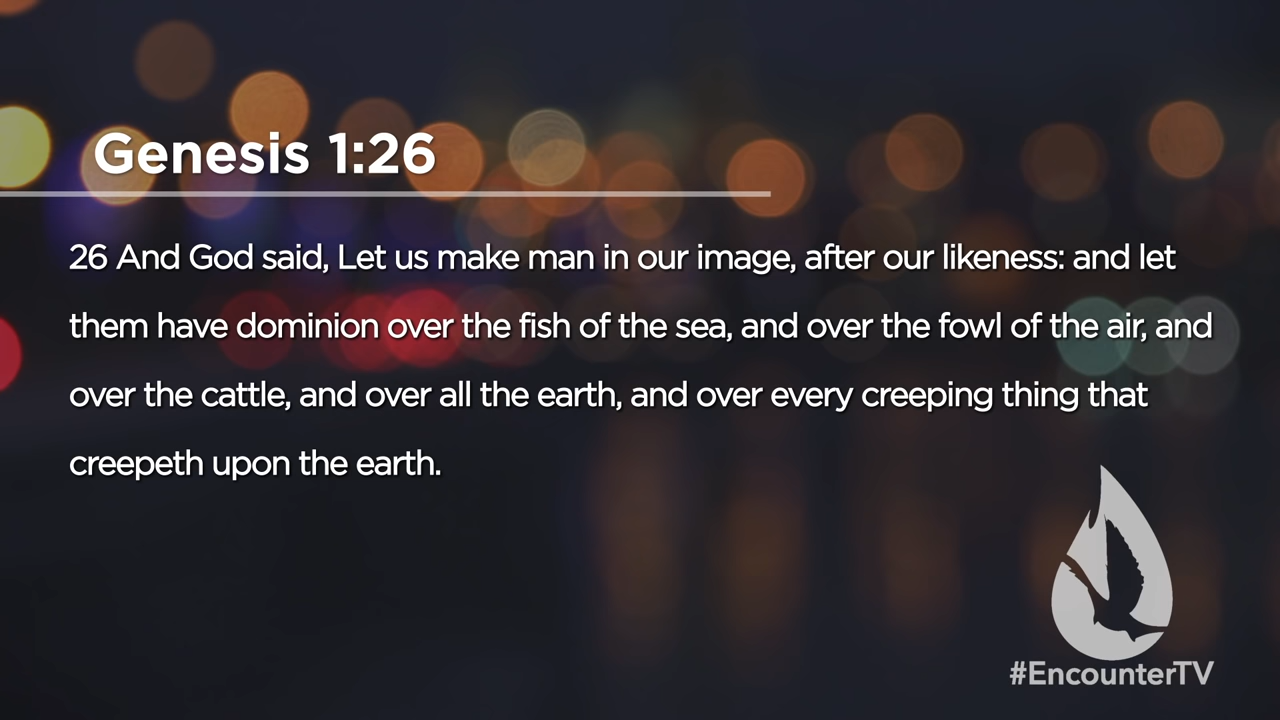 Genesis 1:26
26 And God said, Let us make man in our image, after our likeness: and let
them have dominion over the fish of the sea, and over the fowl of the air, and
over the cattle, and over all the earth, and over every creeping thing that
creepeth upon the earth.
#EncounterTV